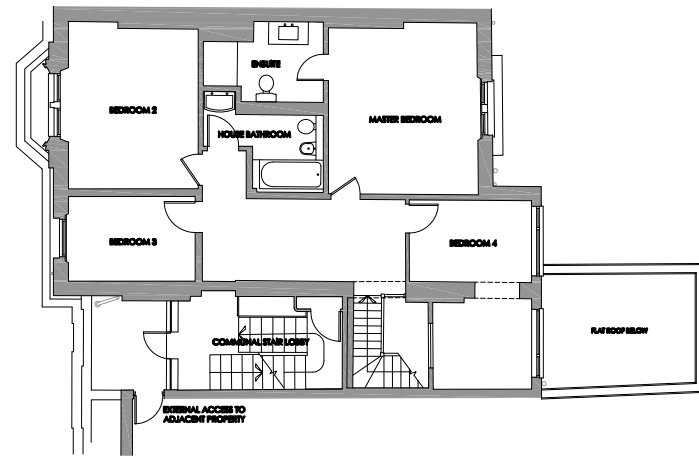 ENSUITE
BEDROOM 2
MASTER BEDROOM
HOUSE BATHROOM
BEDROOM 3
BEDROOM 4
FLAT ROOF BELOW
COMMUNAL STAIR LOBBY
EXTERNAL ACCESS TO
ADJACENT PROPERTY